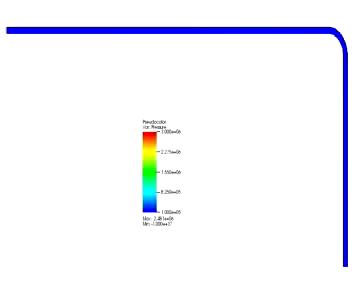 Pseudocolor
Var: Pressure
3.000e+06
2.275e+06
1.550e+06
8.250e+05
1.000e+05
Max: 2.481e+06
Min: -1.000e+37